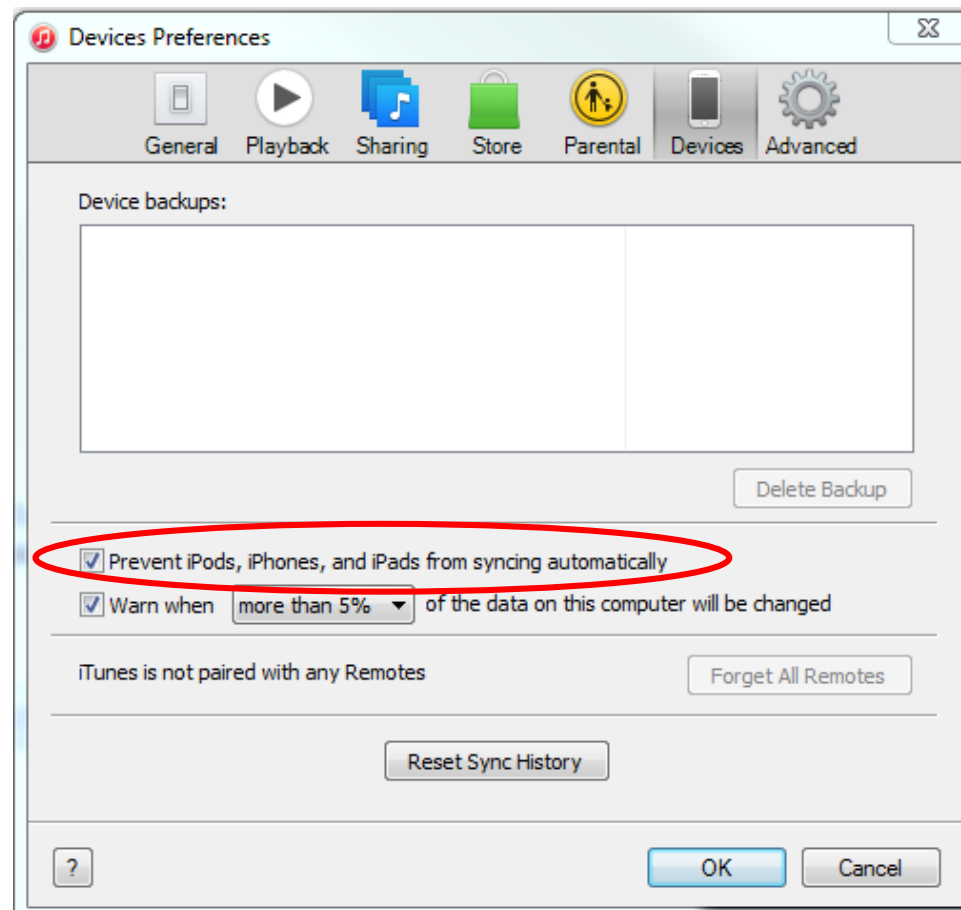 Devices Preferences
General Playback Sharing Store Parental Devices Advanced
Device backups:
Delete Backup
Prevent iPods, iPhones, and iPads from syncing automatically
Warn when more than 5% of the data on this computer will be changed
iTunes is not paired with any Remotes Forget All Remotes
Reset Sync History
? OK Cancel